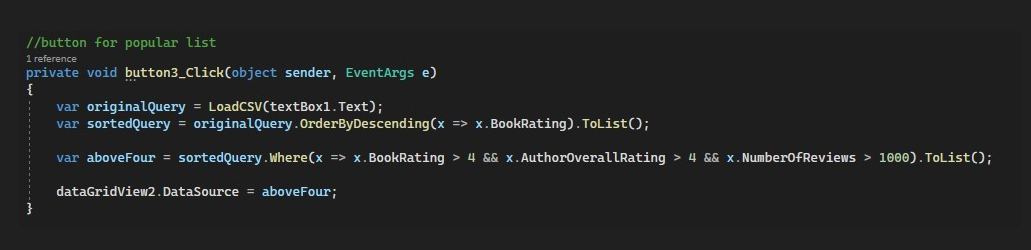 //button for popular list
1 reference
private void button3_Click(object sender, EventArgs e)
{
var originalQuery = LoadCSV(textBox1.Text);
var sortedQuery = originalQuery.OrderByDescending(x => x.BookRating).ToList();
var aboveFour = sortedQuery.Where(x => x.BookRating > 4 && x.AuthorOverallRating > 4 && x.NumberOfReviews > 1000).ToList();
dataGridView2.DataSource = aboveFour;
}